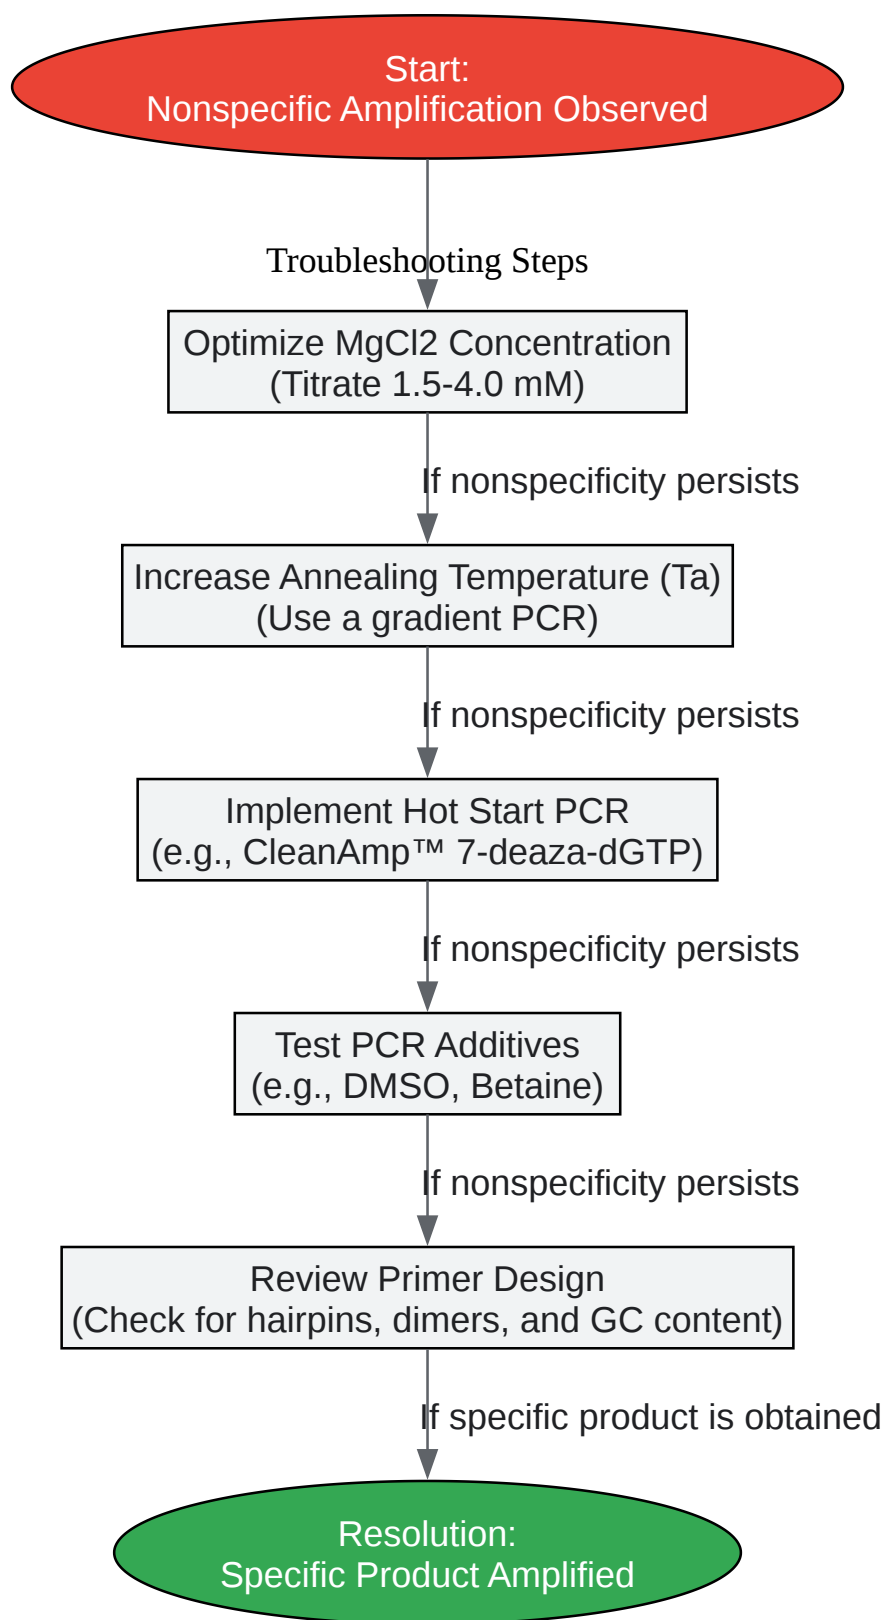 Start:
Nonspecific Amplification Observed
Troubleshooting Steps
Optimize MgCl2 Concentration
(Titrate 1.5-4.0 mM)
If nonspecificity persists
Increase Annealing Temperature (Ta)
(Use a gradient PCR)
If nonspecificity persists
Implement Hot Start PCR
(e.g., CleanAmp™ 7-deaza-dGTP)
If nonspecificity persists
Test PCR Additives
(e.g., DMSO, Betaine)
If nonspecificity persists
Review Primer Design
(Check for hairpins, dimers, and GC content)
If specific product is obtained
Resolution:
Specific Product Amplified